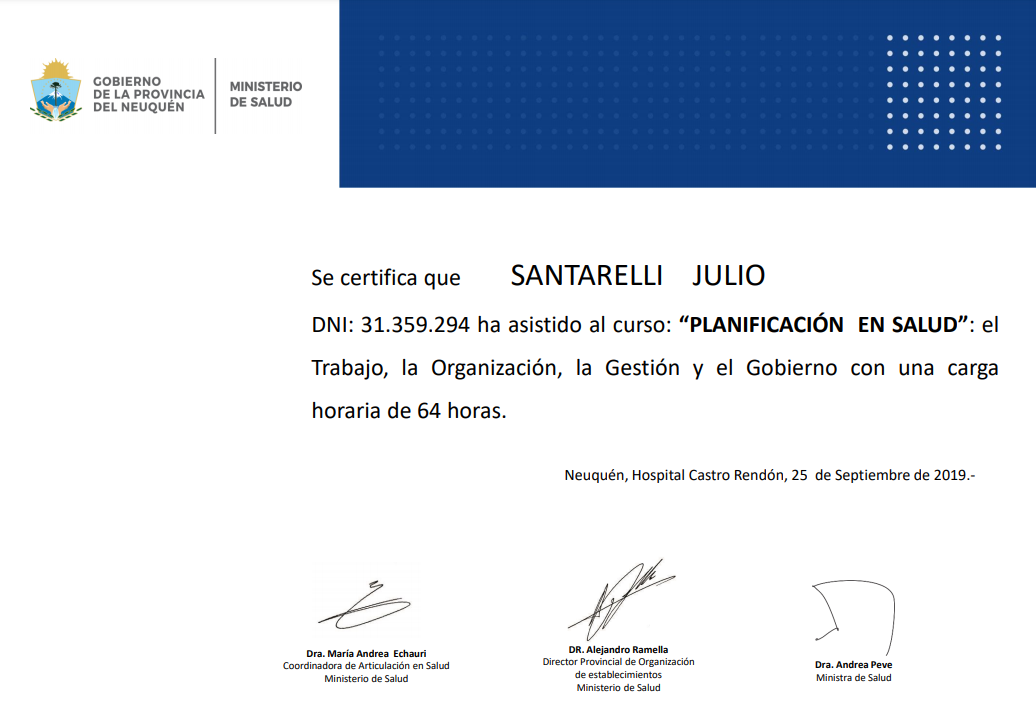 GOBIERNO
DE LA PROVINCIA
DEL NEUQUÉN
MINISTERIO
DE SALUD
Se certifica que SANTARELLI JULIO
DNI: 31.359.294 ha asistido al curso: “PLANIFICACIÓN EN SALUD”: el
Trabajo, la Organización, la Gestión y el Gobierno con una carga
horaria de 64 horas.
Neuquén, Hospital Castro Rendón, 25 de Septiembre de 2019.-
Dra. María Andrea Echauri
Coordinadora de Articulación en Salud
Ministerio de Salud
DR. Alejandro Ramella
Director Provincial de Organización
de establecimientos
Ministerio de Salud
Dra. Andrea Peve
Ministra de Salud